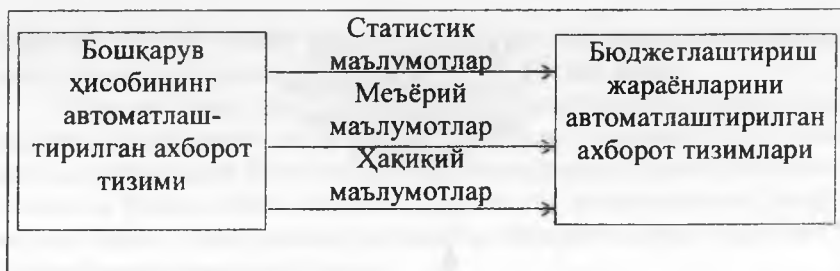 Бошқарув
ҳисобининг
автоматлаш-
тирилган ахборот
тизими
Статистик
маълумотлар
Меъёрий
маълумотлар
Ҳақиқий
маълумотлар
Бюджетлаштириш
жараёнларини
автоматлаштирилган
ахборот тизимлари